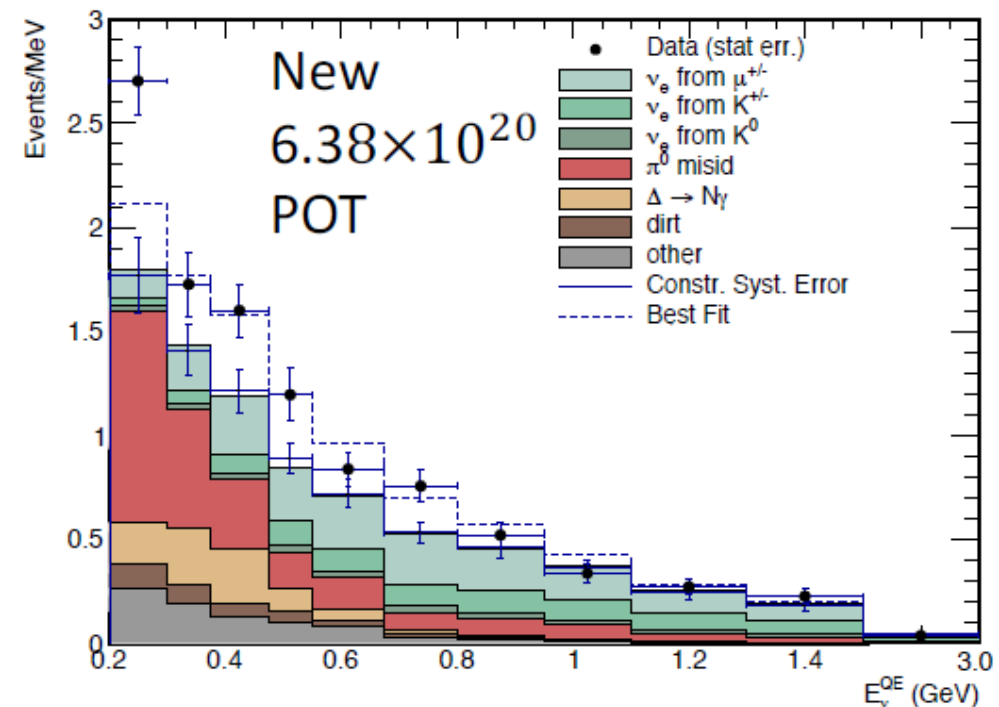 3
2.5
2
1.5
1
0.5
0
Events/MeV
New
6.38×10²⁰
POT
Data (stat err.)
νₑ from μ⁺/⁻
νₑ from K⁺/⁻
νₑ from K⁰
π⁰ misid
Δ → Nγ
dirt
other
Constr. Syst. Error
Best Fit
0.2 0.4 0.6 0.8 1 1.2 1.4 3.0
E_ν^QE (GeV)